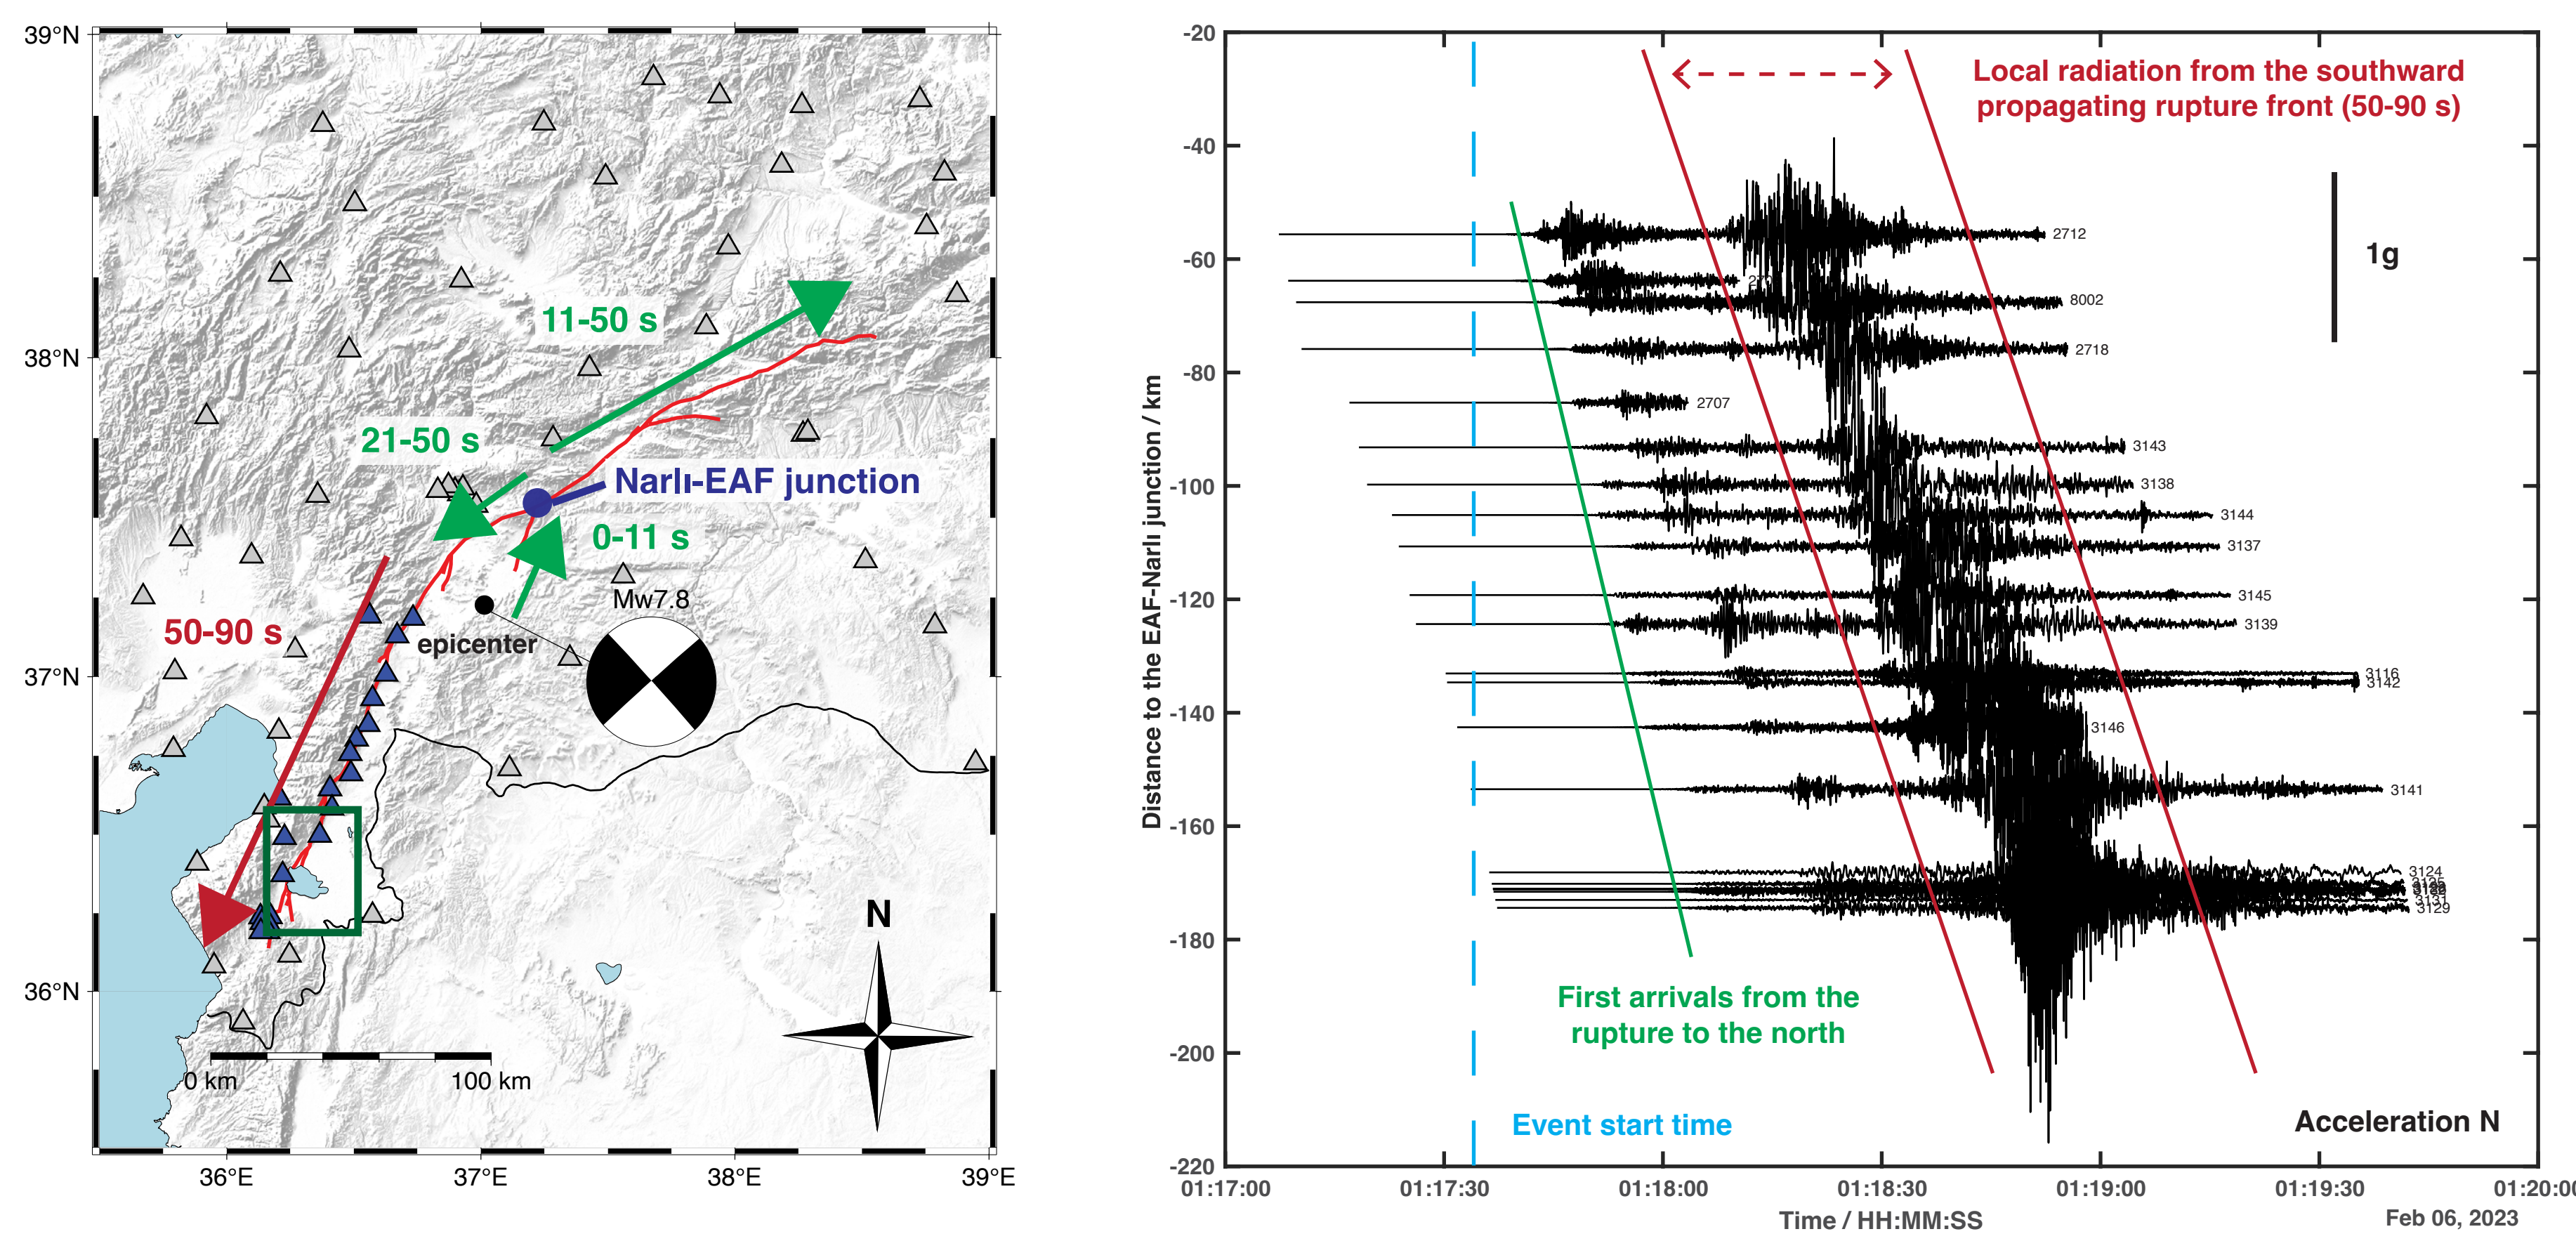 39°N
38°N
37°N
36°N
36°E
37°E
38°E
39°E
11-50 s
21-50 s
Narlı-EAF junction
0-11 s
Mw7.8
50-90 s
epicenter
N
0 km
100 km
Distance to the EAF-Narlı junction / km
-20
-40
-60
-80
-100
-120
-140
-160
-180
-200
-220
Local radiation from the southward
propagating rupture front (50-90 s)
1g
2712
8002
2718
2707
3143
3138
3144
3137
3145
3139
3116
3142
3146
3141
3124
3131
3129
First arrivals from the
rupture to the north
Event start time
Acceleration N
01:17:00
01:17:30
01:18:00
01:18:30
01:19:00
01:19:30
01:20:00
Time / HH:MM:SS
Feb 06, 2023